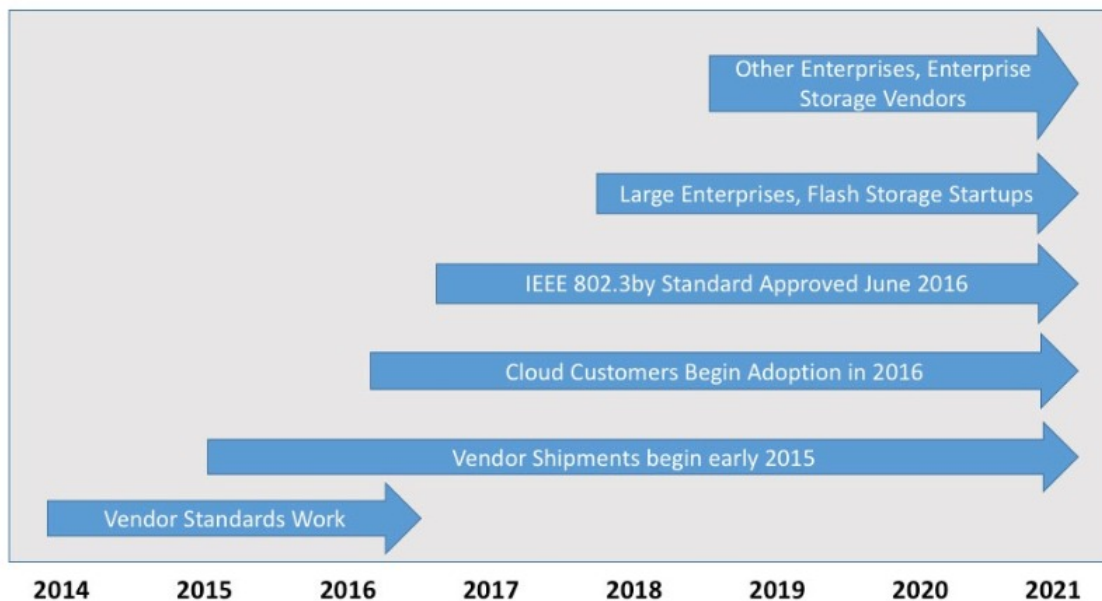 Other Enterprises, Enterprise
Storage Vendors
Large Enterprises, Flash Storage Startups
IEEE 802.3by Standard Approved June 2016
Cloud Customers Begin Adoption in 2016
Vendor Shipments begin early 2015
Vendor Standards Work
2014 2015 2016 2017 2018 2019 2020 2021